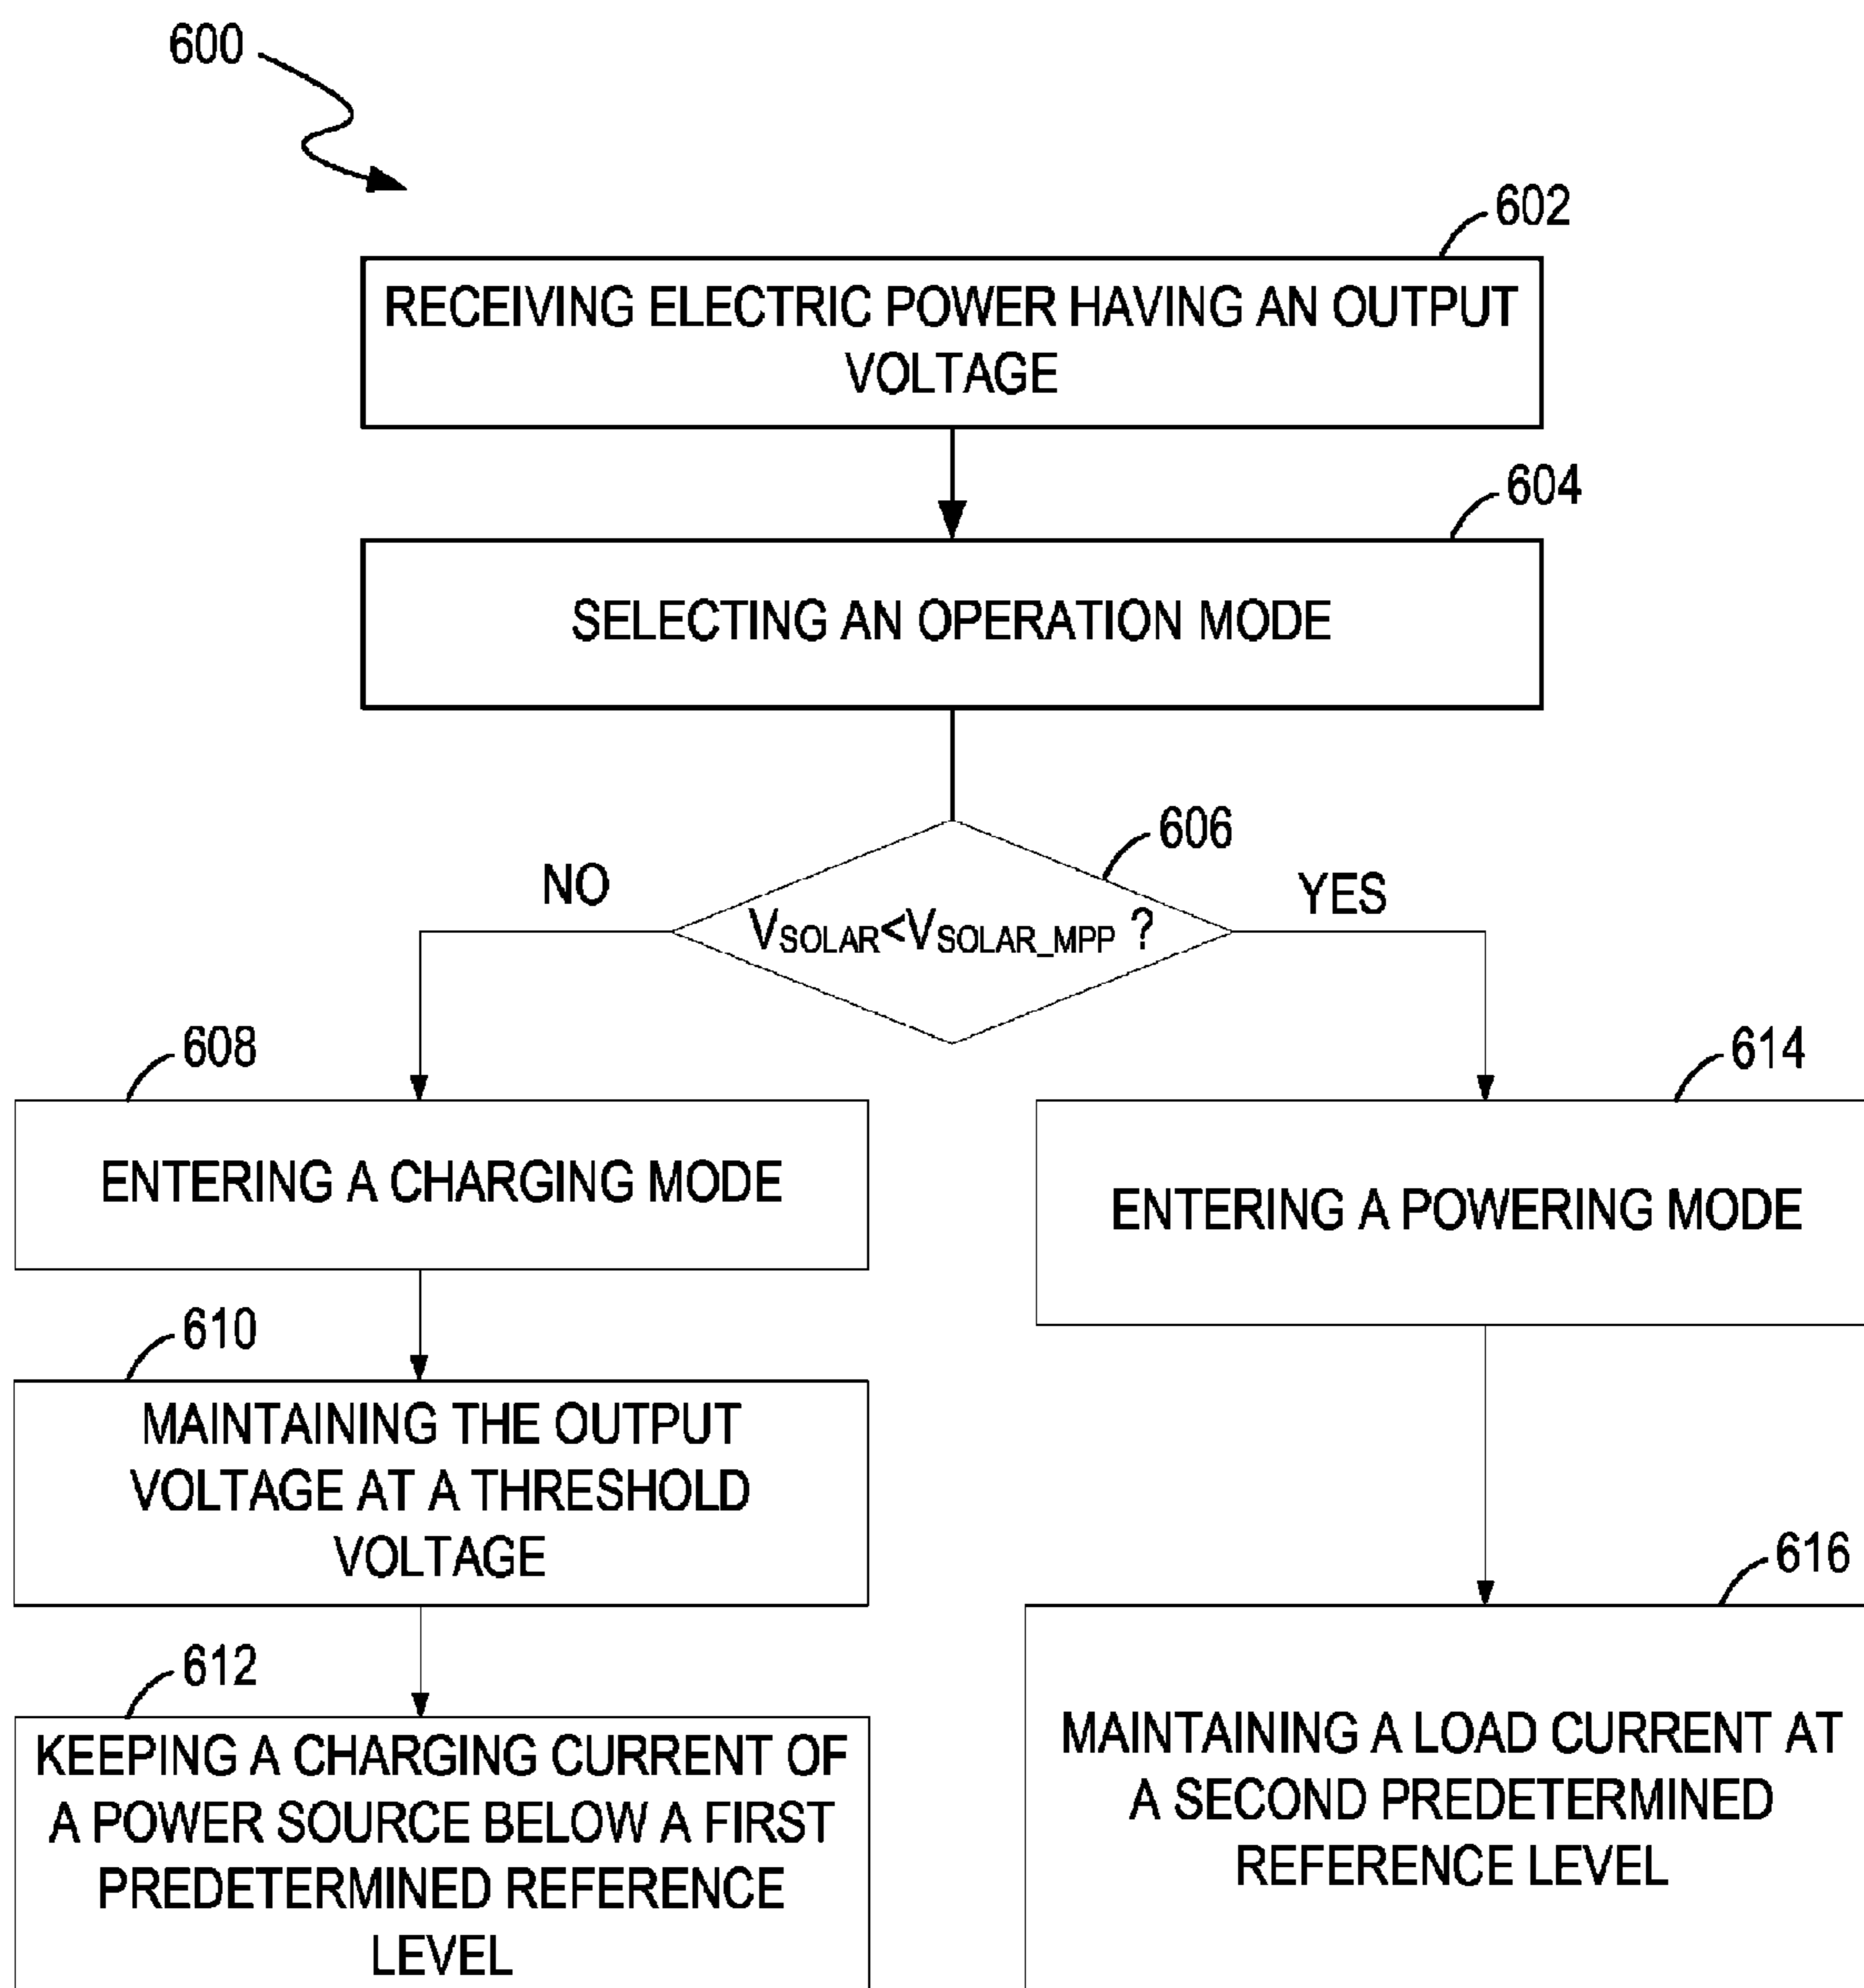 600
602
RECEIVING ELECTRIC POWER HAVING AN OUTPUT
VOLTAGE
604
SELECTING AN OPERATION MODE
606
NO
YES
VSOLAR<VSOLAR_MPP ?
608
ENTERING A CHARGING MODE
614
ENTERING A POWERING MODE
610
MAINTAINING THE OUTPUT
VOLTAGE AT A THRESHOLD
VOLTAGE
612
KEEPING A CHARGING CURRENT OF
A POWER SOURCE BELOW A FIRST
PREDETERMINED REFERENCE
LEVEL
616
MAINTAINING A LOAD CURRENT AT
A SECOND PREDETERMINED
REFERENCE LEVEL